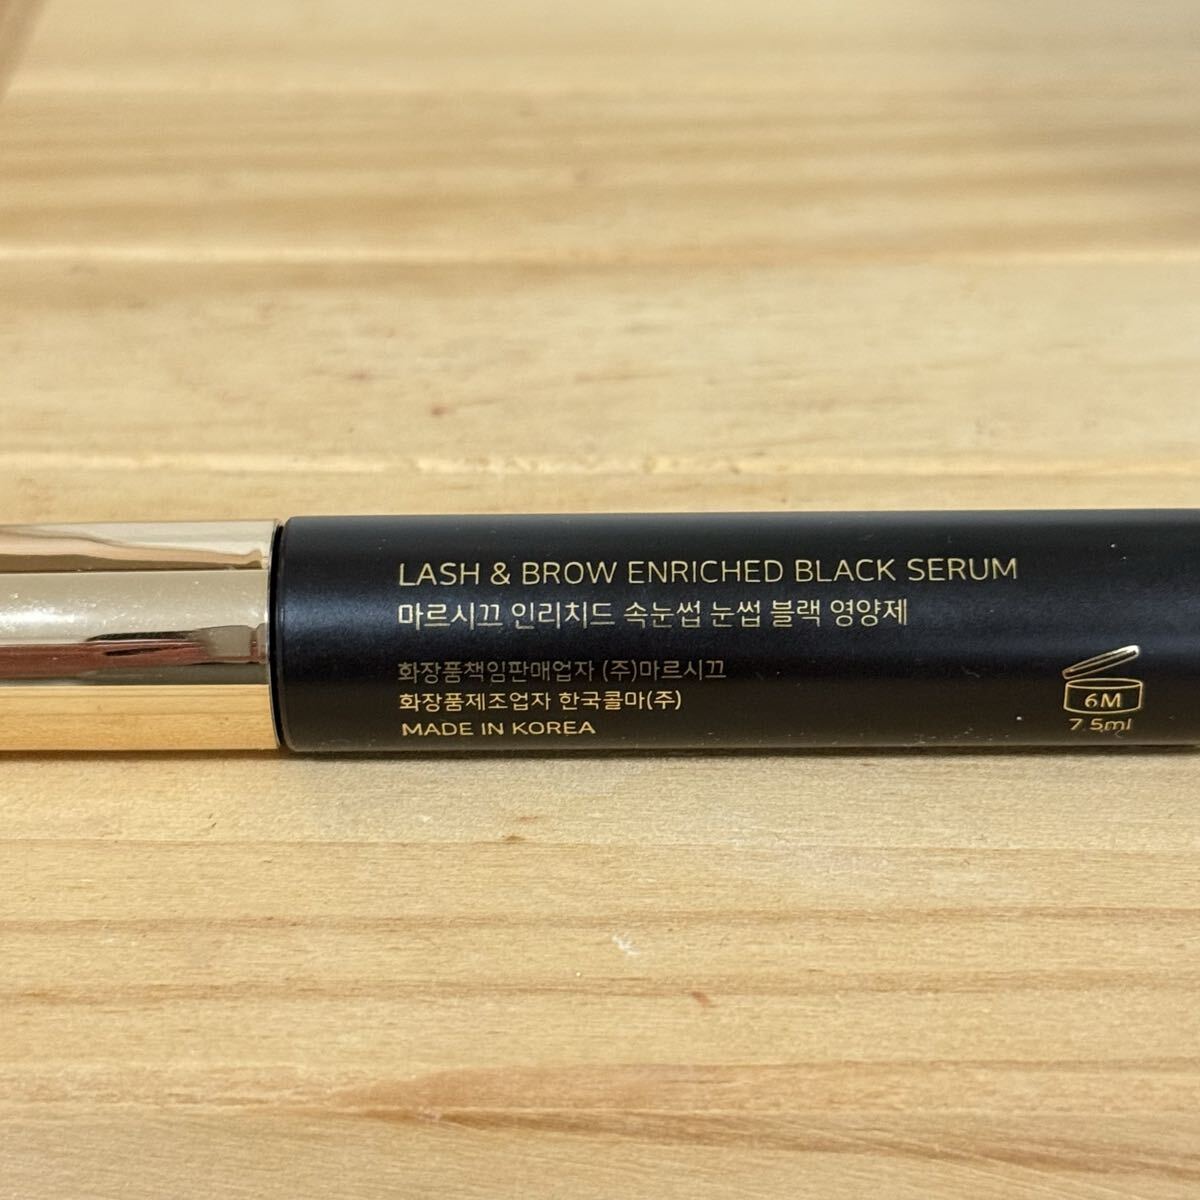 LASH & BROW ENRICHED BLACK SERUM
마르시끄 인리치드 속눈썹 눈썹 블랙 영양제
화장품책임판매업자 (주)마르시끄
화장품제조업자 한국콜마(주)
MADE IN KOREA
6M
7.5ml